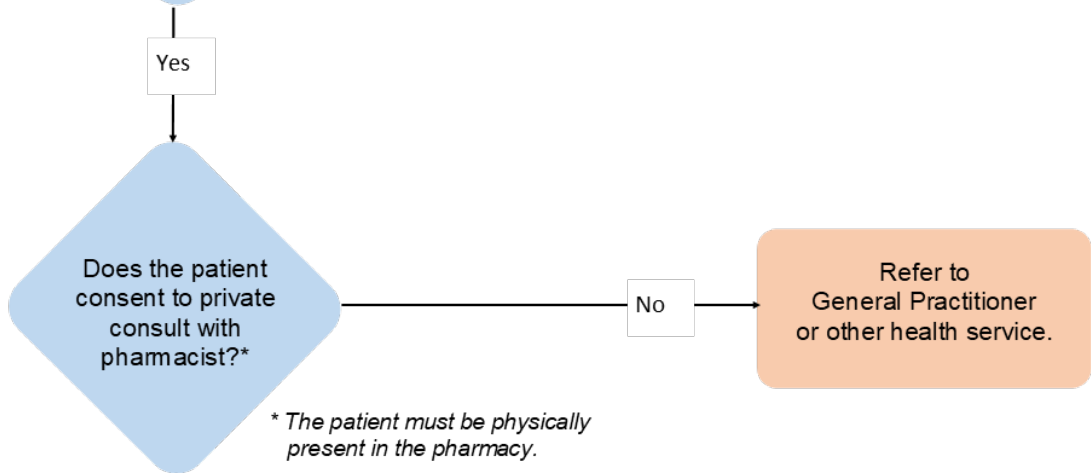 Yes
Does the patient
consent to private
consult with
pharmacist?*
No
Refer to
General Practitioner
or other health service.
* The patient must be physically
present in the pharmacy.